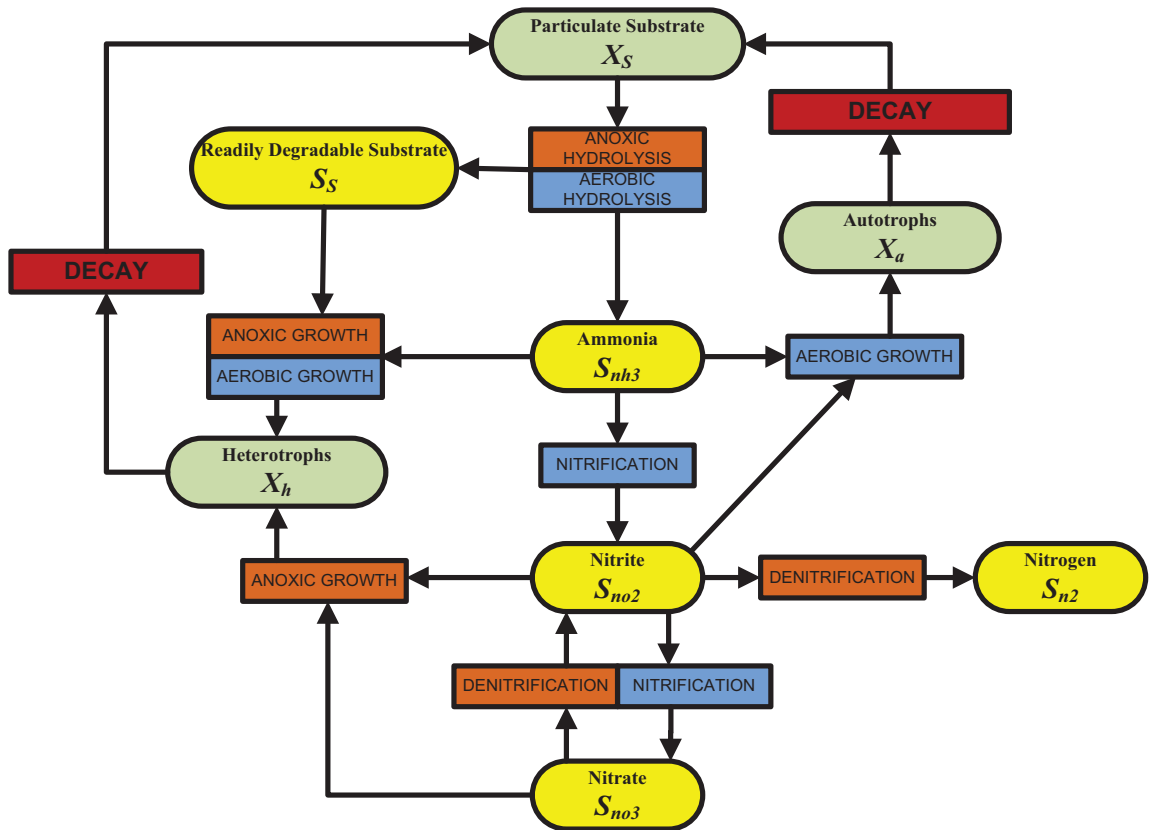 Particulate Substrate
X_S
DECAY
ANOXIC
HYDROLYSIS
AEROBIC
HYDROLYSIS
Readily Degradable Substrate
S_S
Autotrophs
X_a
DECAY
ANOXIC GROWTH
AEROBIC GROWTH
Ammonia
S_nh3
AEROBIC GROWTH
Heterotrophs
X_h
NITRIFICATION
ANOXIC GROWTH
Nitrite
S_no2
DENITRIFICATION
Nitrogen
S_n2
DENITRIFICATION
NITRIFICATION
Nitrate
S_no3